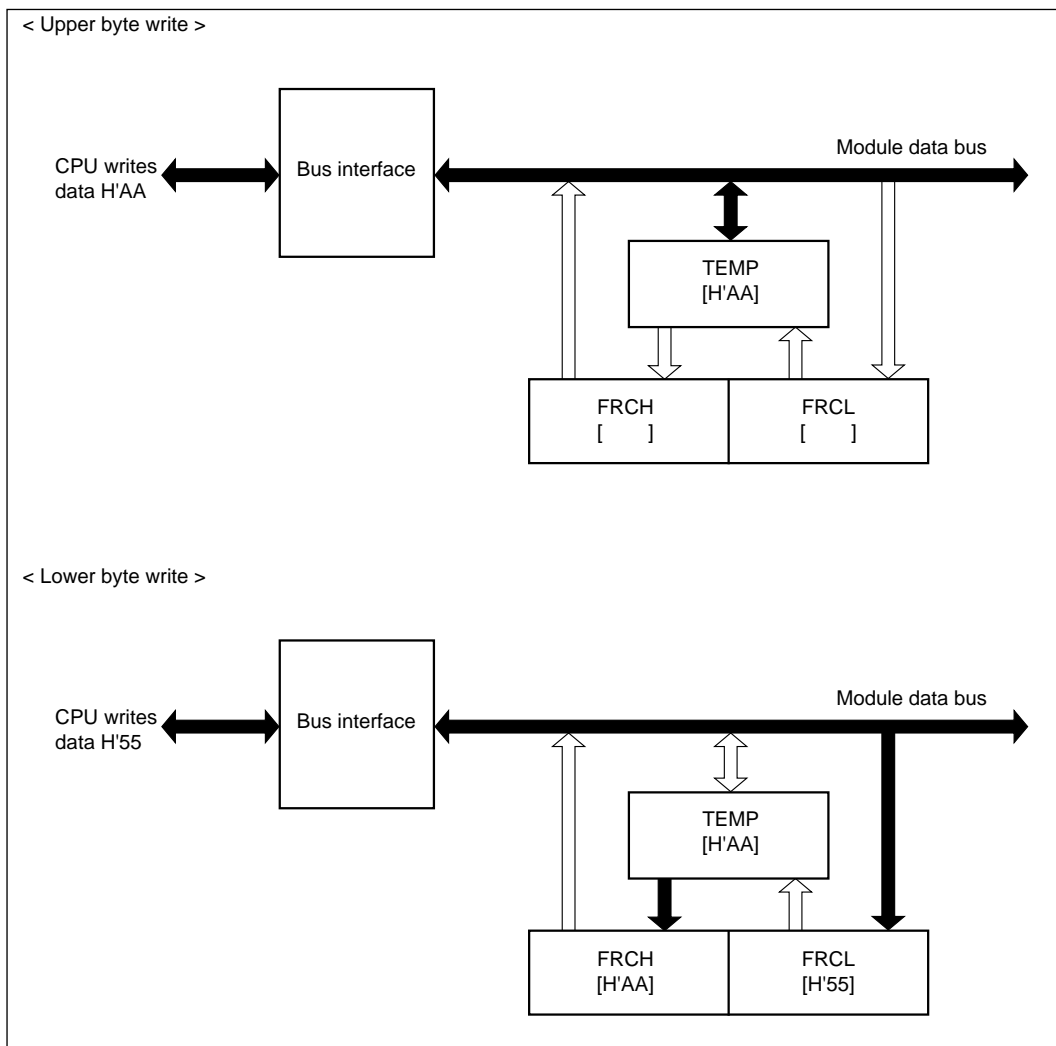 < Upper byte write >
CPU writes
data H'AA
Bus interface
Module data bus
TEMP
[H'AA]
FRCH
[ ]
FRCL
[ ]
< Lower byte write >
CPU writes
data H'55
Bus interface
Module data bus
TEMP
[H'AA]
FRCH
[H'AA]
FRCL
[H'55]